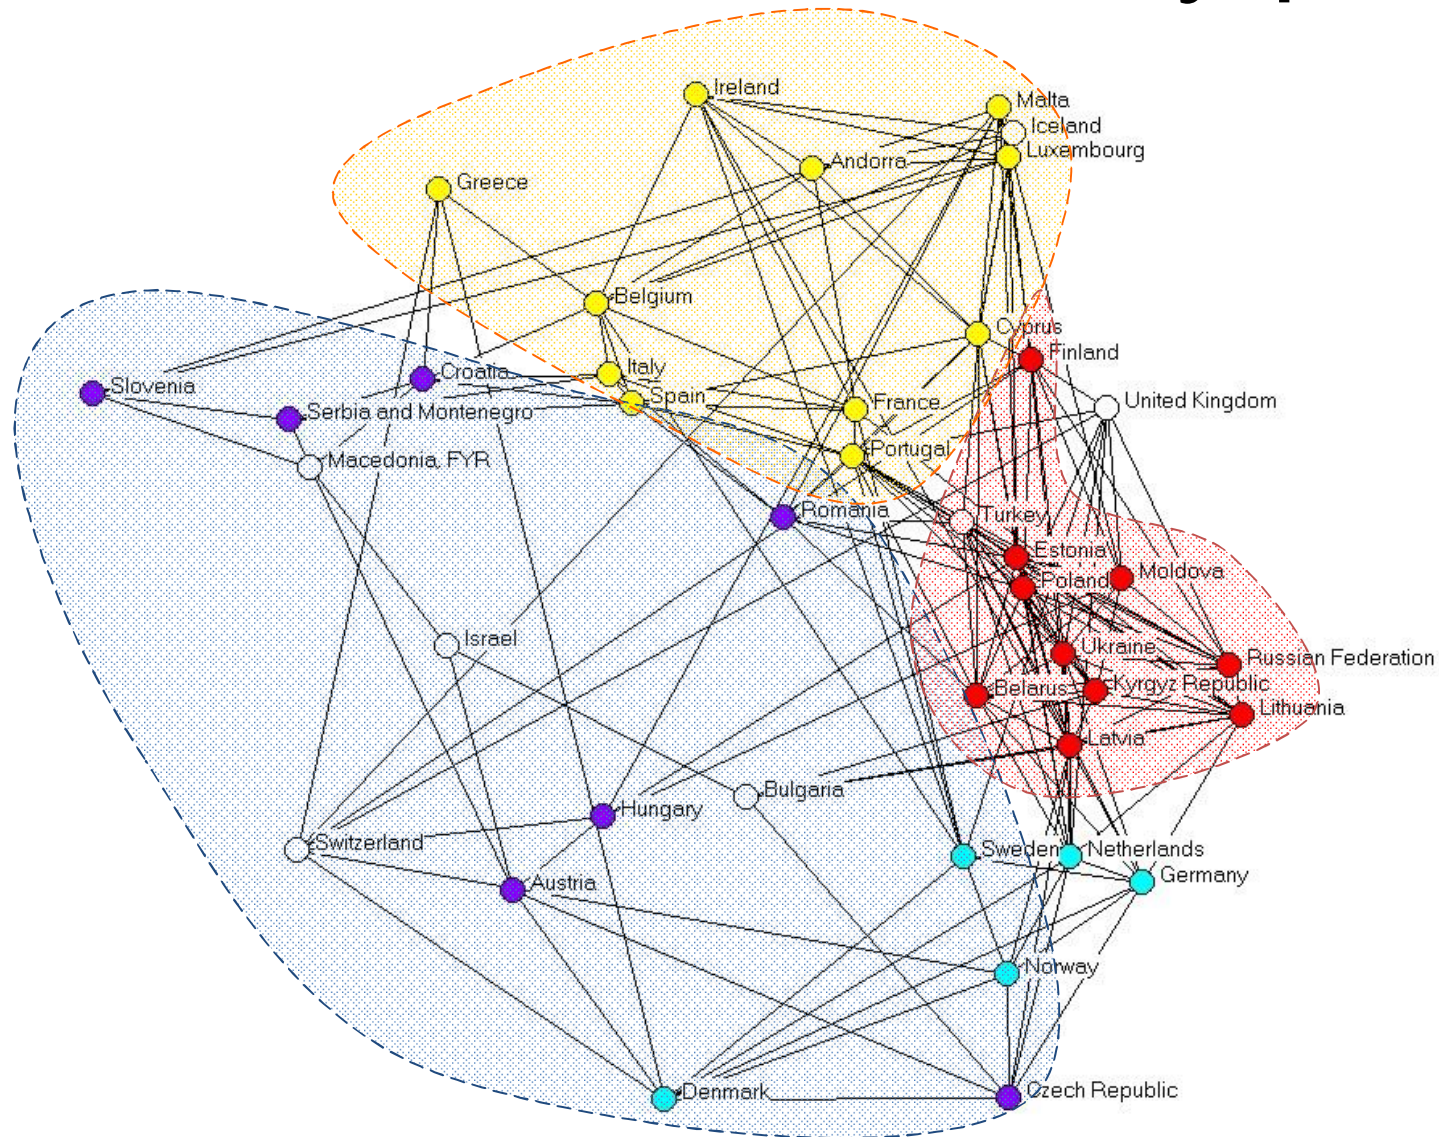 Ireland
Malta
Iceland
Luxembourg
Andorra
Greece
Belgium
Cyprus
Finland
Italy
Croatia
Slovenia
Spain
France
United Kingdom
Serbia and Montenegro
Portugal
Macedonia, FYR
Romania
Turkey
Estonia
Moldova
Poland
Israel
Ukraine
Russian Federation
Belarus
Kyrgyz Republic
Lithuania
Latvia
Bulgaria
Hungary
Switzerland
Sweden
Netherlands
Germany
Austria
Norway
Denmark
Czech Republic